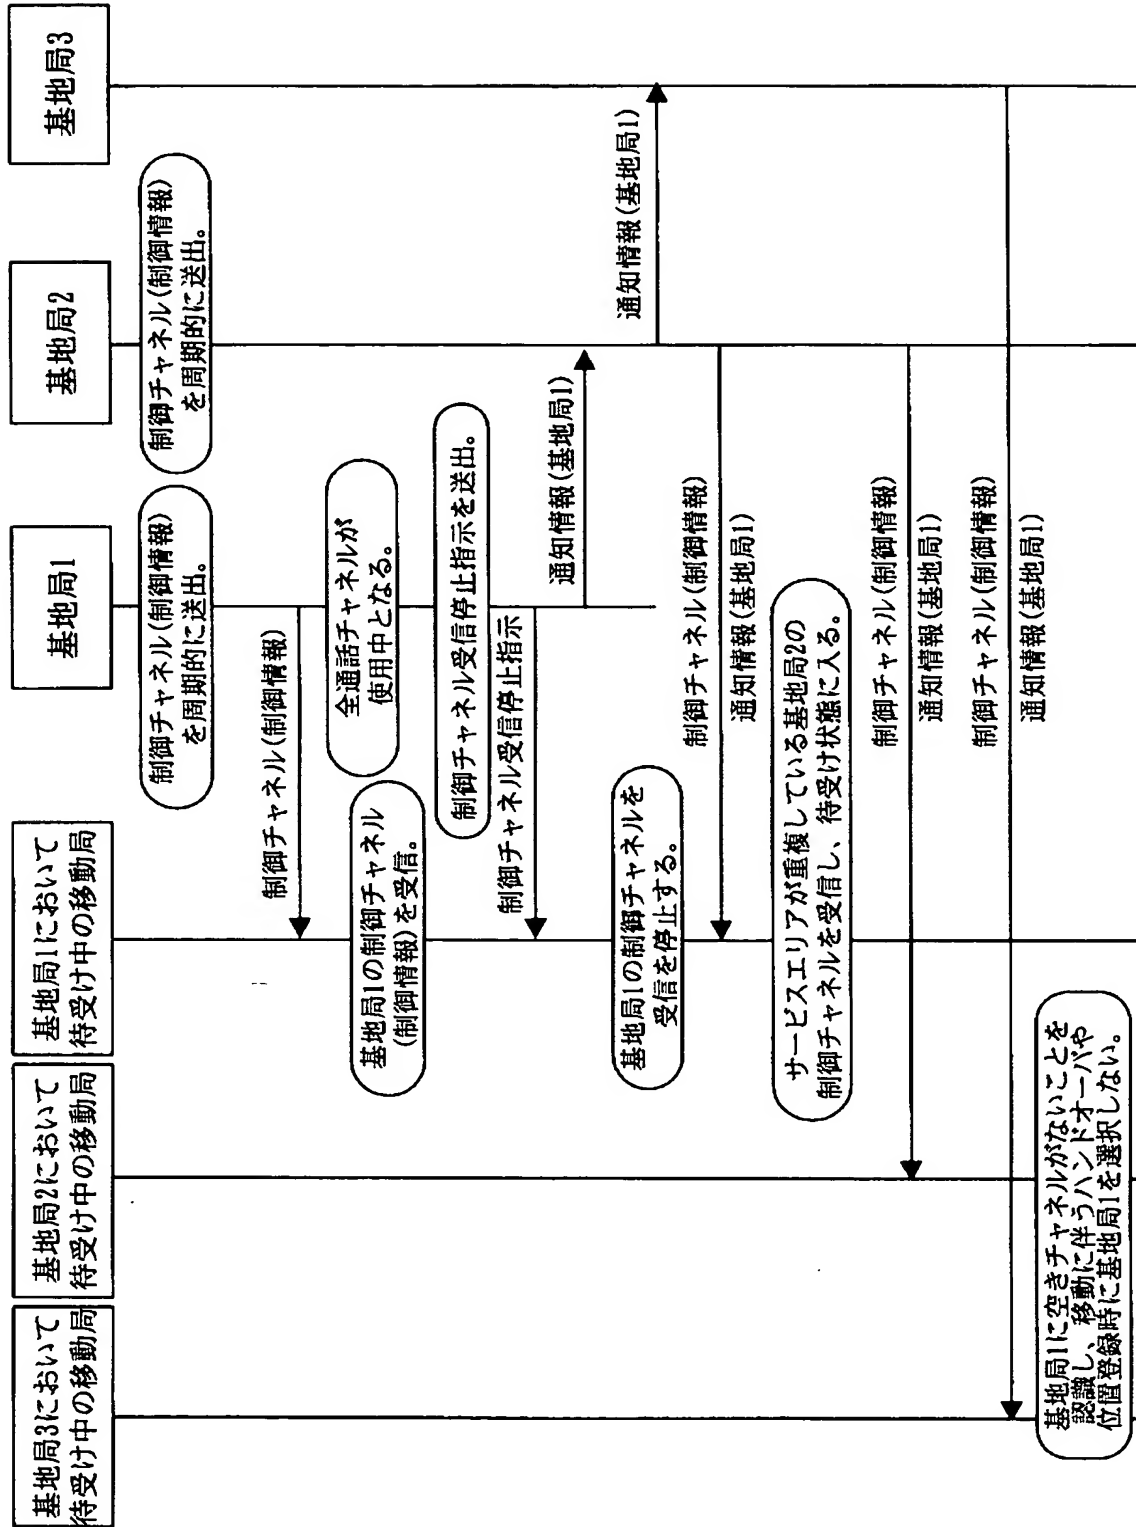 基地局3において
待受け中の移動局
基地局2において
待受け中の移動局
基地局1において
待受け中の移動局
基地局1
基地局2
基地局3
制御チャネル(制御情報)
を周期的に送出。
制御チャネル(制御情報)
を周期的に送出。
制御チャネル(制御情報)
全通話チャネルが
使用中となる。
基地局1の制御チャネル
(制御情報)を受信。
制御チャネル受信停止指示を送出。
制御チャネル受信停止指示
通知情報(基地局1)
通知情報(基地局1)
基地局1の制御チャネルを
受信を停止する。
制御チャネル(制御情報)
通知情報(基地局1)
サービスエリアが重複している基地局2の
制御チャネルを受信し、待受け状態に入る。
制御チャネル(制御情報)
通知情報(基地局1)
制御チャネル(制御情報)
通知情報(基地局1)
基地局1に空きチャネルがないことを
認識し、移動に伴うハンドオーバや
位置登録時に基地局1を選択しない。